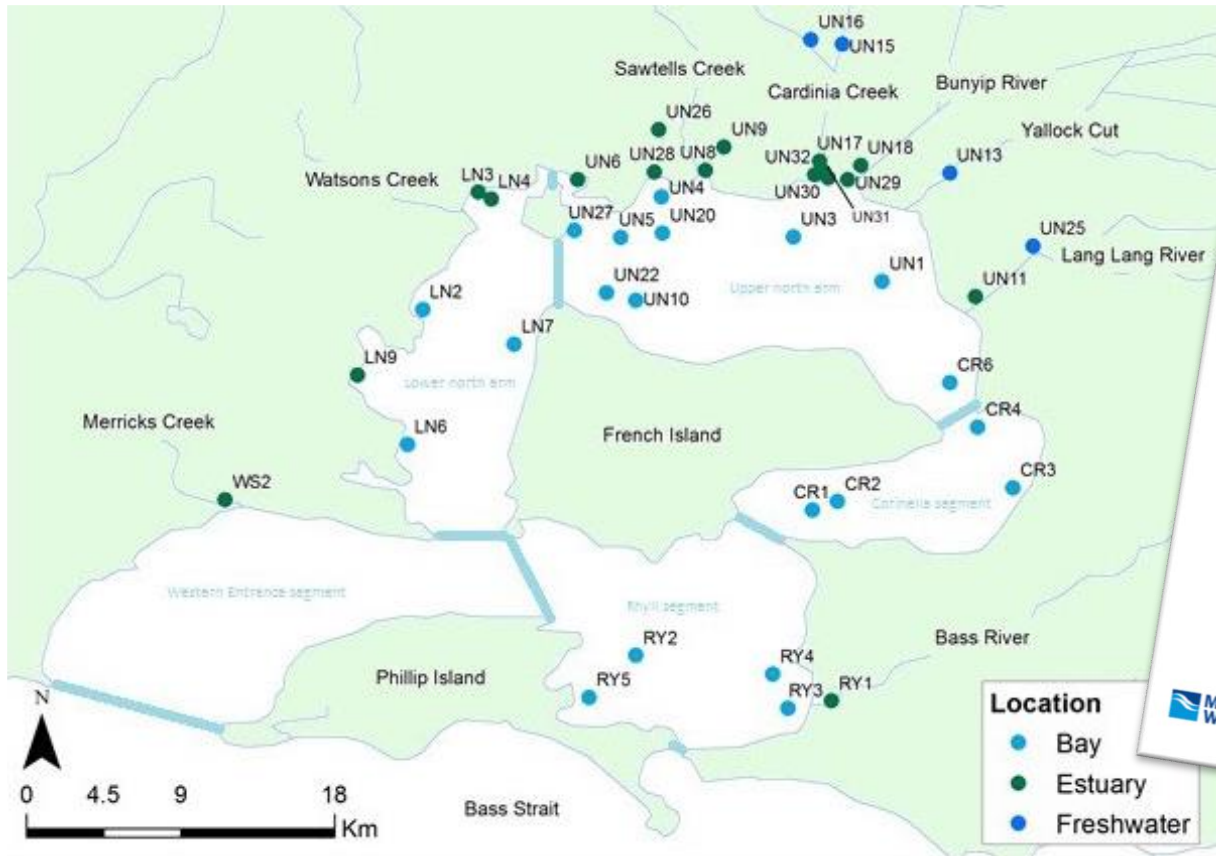 UN16
UN15
Sawtells Creek
Cardinia Creek
Bunyip River
Yallock Cut
UN26
UN9
UN17
UN18
UN32
UN28
UN8
UN6
UN13
Watsons Creek
LN3
LN4
UN4
UN30
UN29
UN31
UN27
UN5
UN20
UN3
UN25
Lang Lang River
UN22
UN10
UN1
Upper north arm
UN11
LN2
LN7
LN9
Lower north arm
CR6
Merricks Creek
LN6
French Island
CR4
WS2
CR1
CR2
CR3
Corinella segment
Western Entrance segment
Rhyll segment
Bass River
Phillip Island
RY2
RY4
RY5
RY3
RY1
N
0 4.5 9 18
Km
Bass Strait
Location
Bay
Estuary
Freshwater